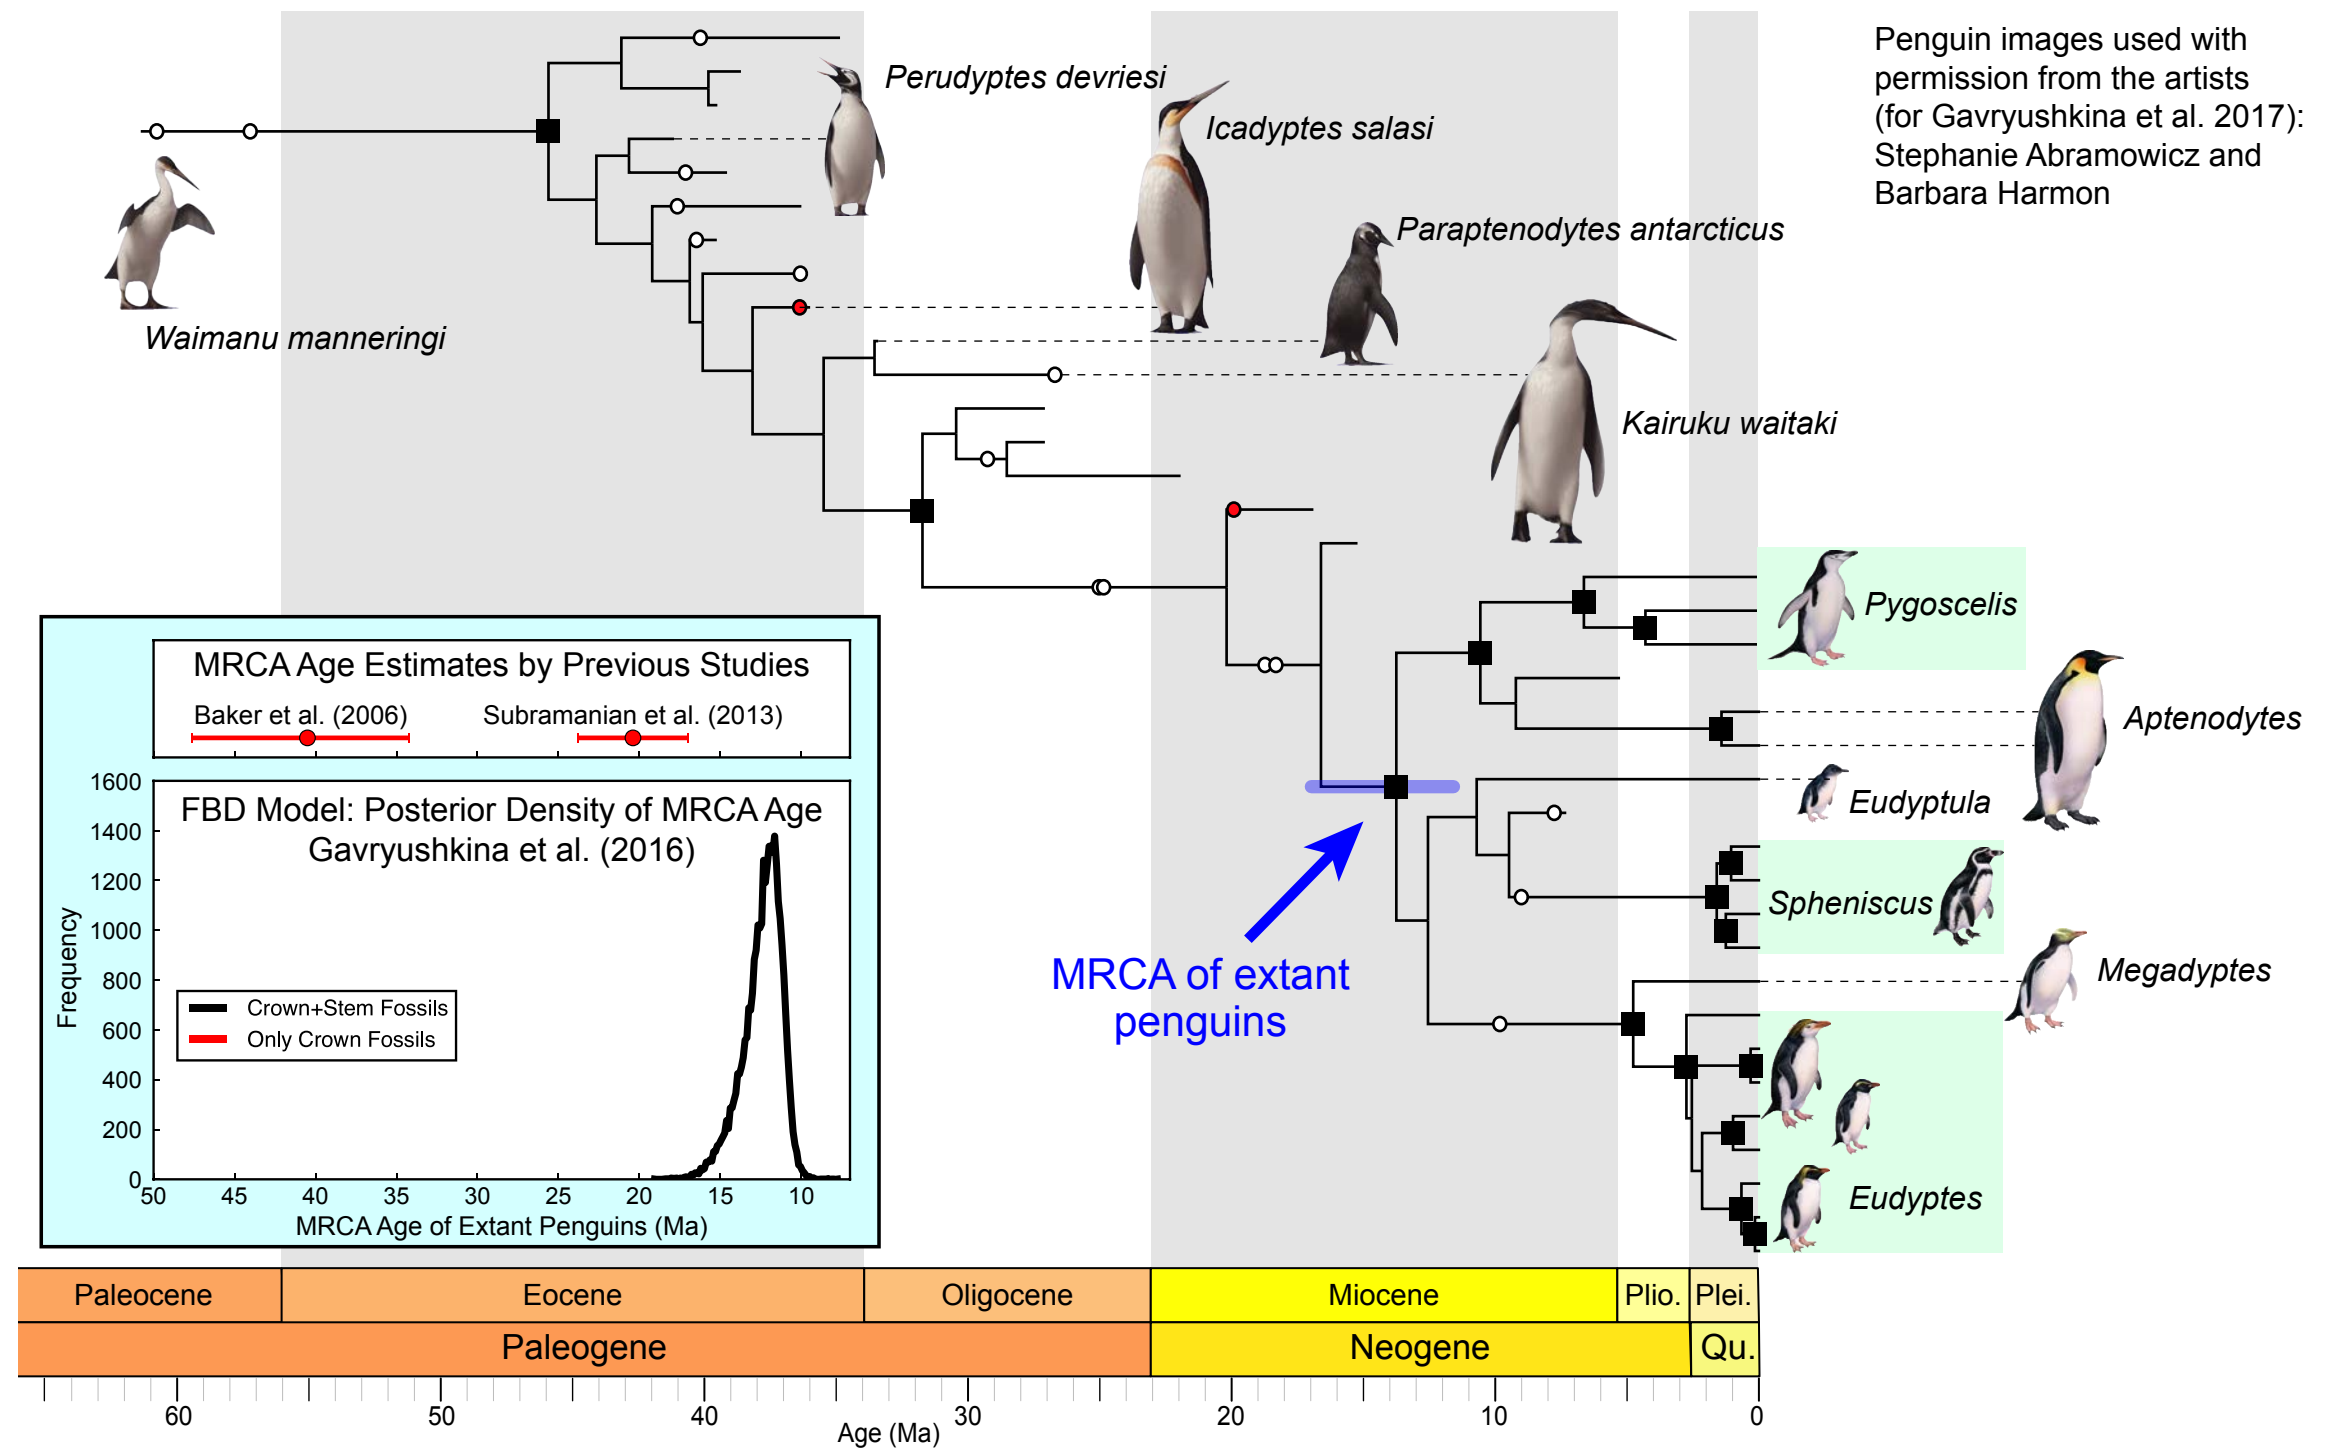 Penguin images used with
permission from the artists
(for Gavryushkina et al. 2017):
Stephanie Abramowicz and
Barbara Harmon
Perudyptes devriesi
Icadyptes salasi
Paraptenodytes antarcticus
Waimanu manneringi
Kairuku waitaki
Pygoscelis
Aptenodytes
Eudyptula
Spheniscus
Megadyptes
Eudyptes
MRCA of extant
penguins
MRCA Age Estimates by Previous Studies
Baker et al. (2006)
Subramanian et al. (2013)
FBD Model: Posterior Density of MRCA Age
Gavryushkina et al. (2016)
Frequency
1600
1400
1200
1000
800
600
400
200
0
Crown+Stem Fossils
Only Crown Fossils
50 45 40 35 30 25 20 15 10
MRCA Age of Extant Penguins (Ma)
Paleocene Eocene Oligocene Miocene Plio. Plei.
Paleogene Neogene Qu.
60 50 40 30 20 10 0
Age (Ma)